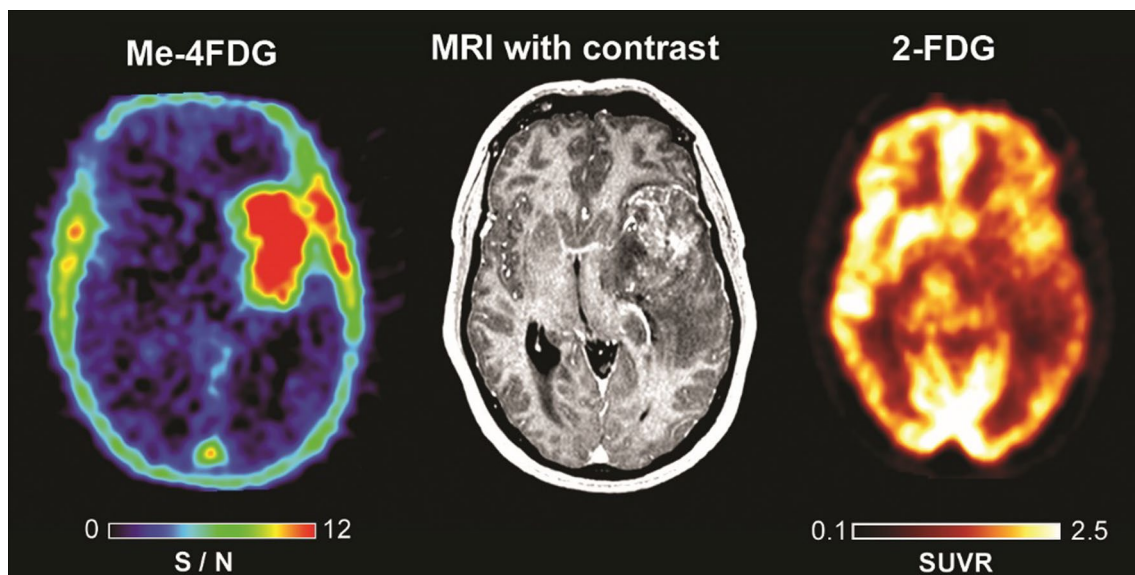 Me-4FDG
MRI with contrast
2-FDG
0
12
S / N
0.1
2.5
SUVR